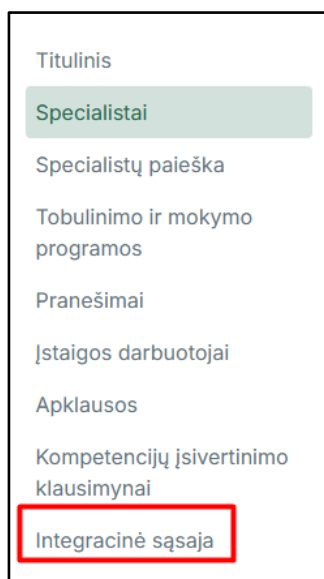 Titulinis
Specialistai
Specialistų paieška
Tobulinimo ir mokymo
programos
Pranešimai
Įstaigos darbuotojai
Apklausos
Kompetencijų įsivertinimo
klausimynai
Integracinė sąsaja